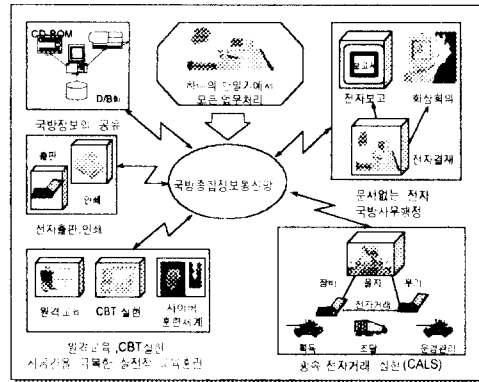 CD-ROM
D/B화
국방정보의 공유
하나의 단말기에서
모든 업무처리
보고서
전자보고
화상회의
전자결재
문서없는 전자
국방사무행정
출판
인쇄
전자출판, 인쇄
국방종합정보통신망
원격교육
CBT 실현
사이버
훈련세계
원격교육, CBT실현
시공간을 극복한 실전적 교육훈련
장비
물자
무기
전자거래
획득
조달
운영관리
광속 전자거래 실현 (CALS)